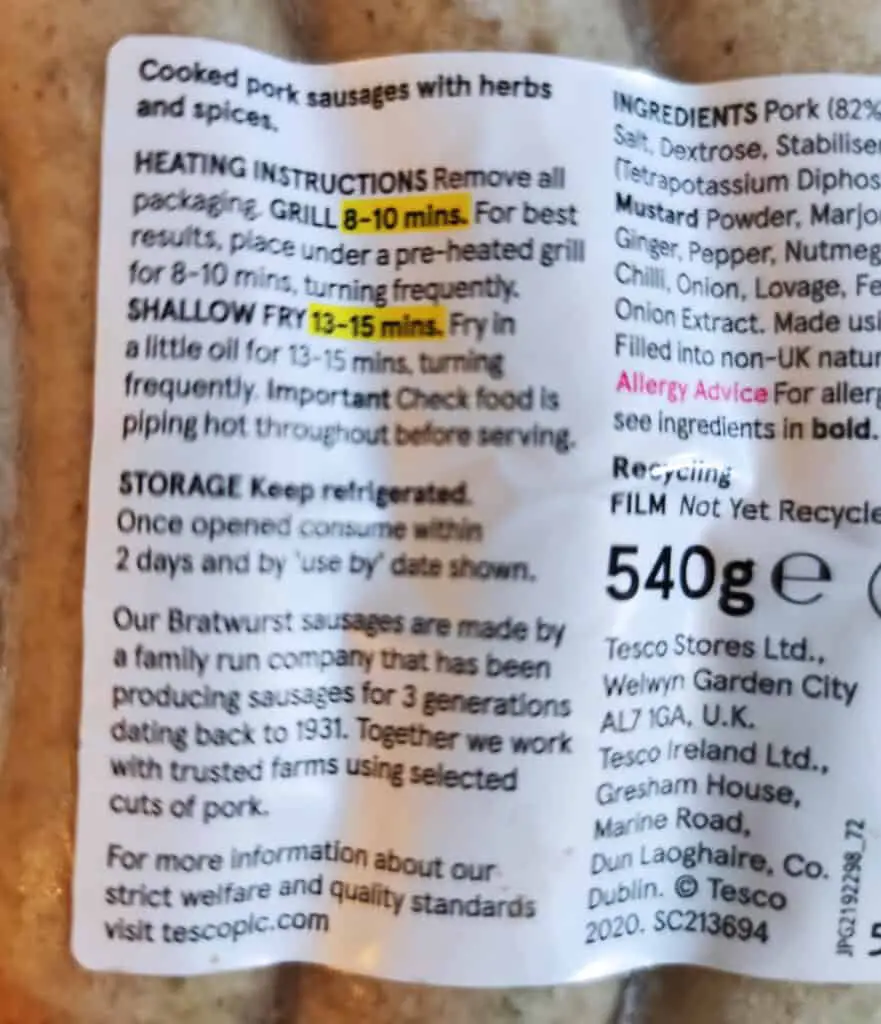 Cooked pork sausages with herbs
and spices.
HEATING INSTRUCTIONS Remove all
packaging. GRILL 8-10 mins. For best
results, place under a pre-heated grill
for 8-10 mins, turning frequently.
SHALLOW FRY 13-15 mins. Fry in
a little oil for 13-15 mins, turning
frequently. Important Check food is
piping hot throughout before serving.
STORAGE Keep refrigerated.
Once opened consume within
2 days and by 'use by' date shown.
Our Bratwurst sausages are made by
a family run company that has been
producing sausages for 3 generations
dating back to 1931. Together we work
with trusted farms using selected
cuts of pork.
For more information about our
strict welfare and quality standards
visit tescoplc.com
INGREDIENTS Pork (82%
Salt, Dextrose, Stabilise
(Tetrapotassium Diphos
Mustard Powder, Marjo
Ginger, Pepper, Nutmeg
Chilli, Onion, Lovage, Fe
Onion Extract. Made usi
Filled into non-UK natur
Allergy Advice For allerg
see ingredients in bold.
Recycling
FILM Not Yet Recycle
540g e
Tesco Stores Ltd.,
Welwyn Garden City
AL7 1GA, U.K.
Tesco Ireland Ltd.,
Gresham House,
Marine Road,
Dun Laoghaire, Co.
Dublin. © Tesco
2020. SC213694
JPG2192298_72